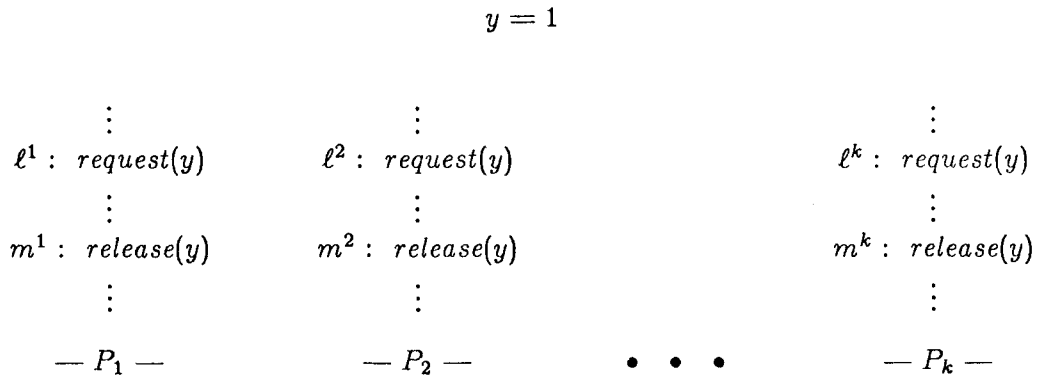 y = 1
⋮ ⋮ ⋮
ℓ¹ : request(y) ℓ² : request(y) ℓᵏ : request(y)
⋮ ⋮ ⋮
m¹ : release(y) m² : release(y) mᵏ : release(y)
⋮ ⋮ ⋮
— P₁ — — P₂ — • • • — Pₖ —